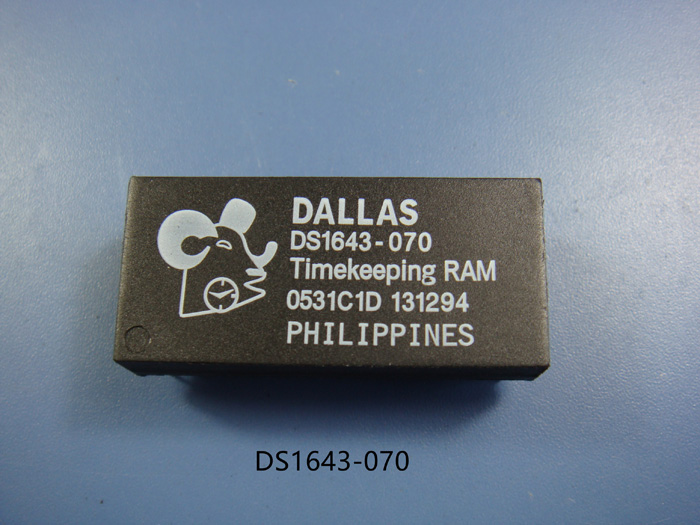 DALLAS
DS1643-070
Timekeeping RAM
0531C1D 131294
PHILIPPINES
DS1643-070